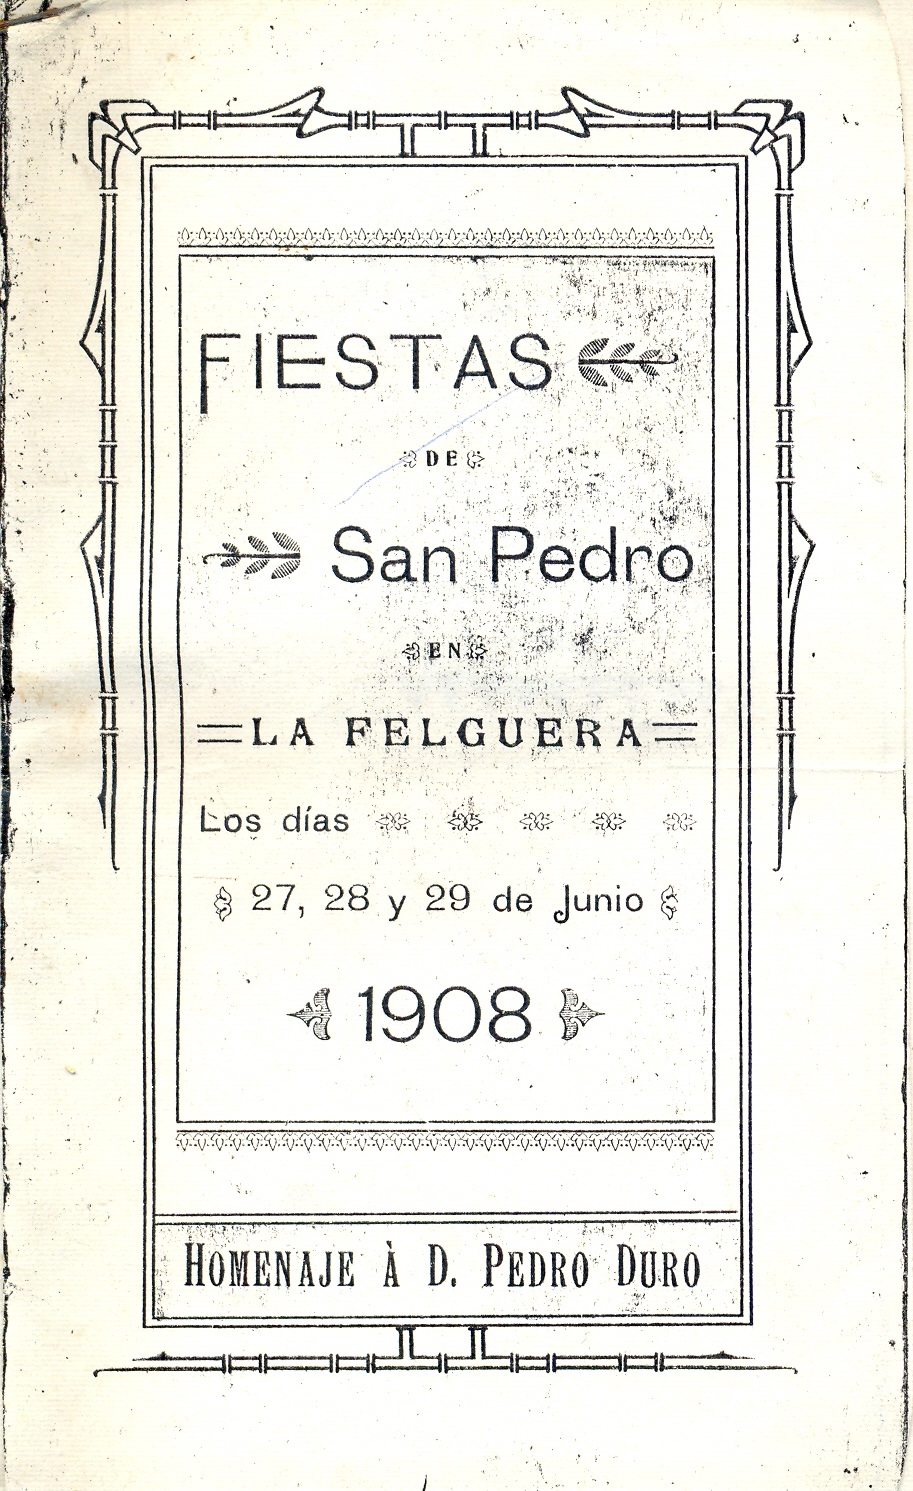 FIESTAS
DE
San Pedro
EN
LA FELGUERA
Los días
27, 28 y 29 de Junio
1908
HOMENAJE À D. PEDRO DURO